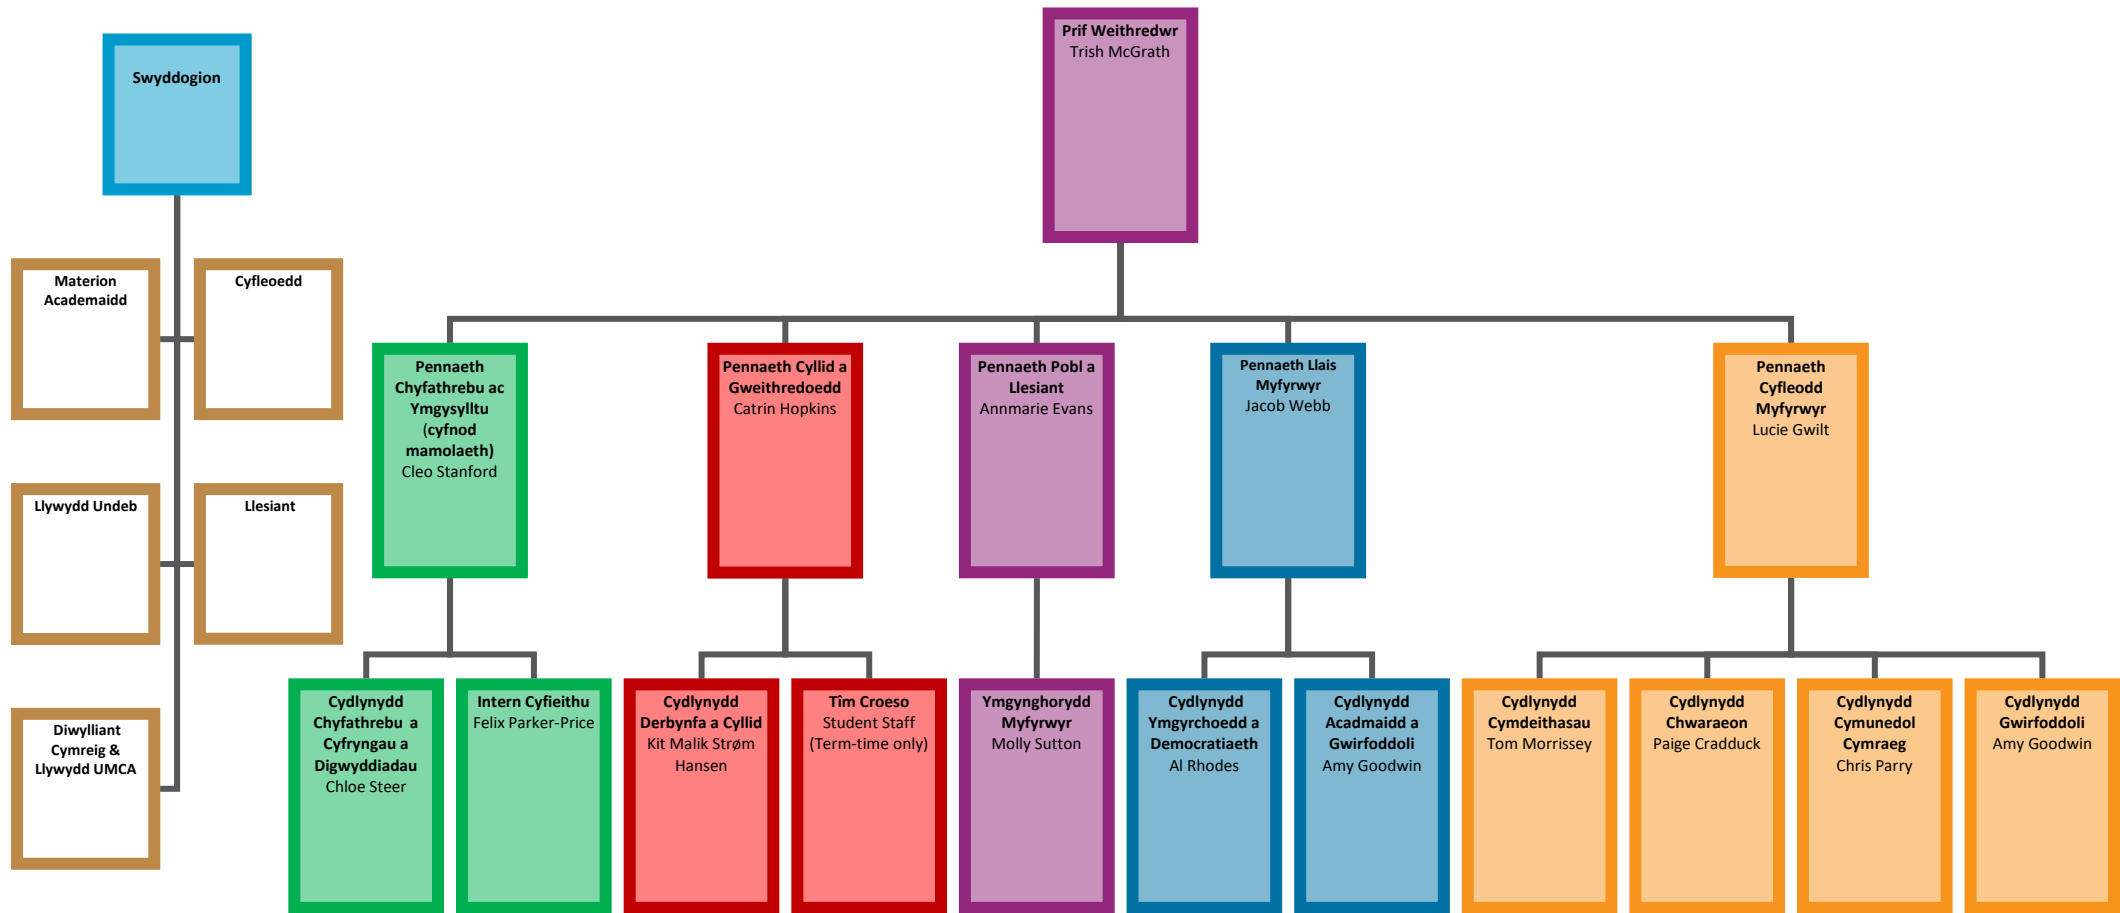 Prif Weithredwr
Trish McGrath
Swyddogion
Materion
Academaidd
Cyfleoedd
Llywydd Undeb
Llesiant
Diwylliant
Cymreig &
Llywydd UMCA
Pennaeth
Chyfathrebu ac
Ymgysylltu
(cyfnod
mamolaeth)
Cleo Stanford
Pennaeth Cyllid a
Gweithredoedd
Catrin Hopkins
Pennaeth Pobl a
Llesiant
Annmarie Evans
Pennaeth Llais
Myfyrwyr
Jacob Webb
Pennaeth
Cyfleodd
Myfyrwyr
Lucie Gwilt
Cydlynydd
Chyfathrebu a
Cyfryngau a
Digwyddiadau
Chloe Steer
Intern Cyfieithu
Felix Parker-Price
Cydlynydd
Derbynfa a Cyllid
Kit Malik Strøm
Hansen
Tîm Croeso
Student Staff
(Term-time only)
Ymgynghorydd
Myfyrwyr
Molly Sutton
Cydlynydd
Ymgyrchoedd a
Democratiaeth
Al Rhodes
Cydlynydd
Acadmaidd a
Gwirfoddoli
Amy Goodwin
Cydlynydd
Cymdeithasau
Tom Morrissey
Cydlynydd
Chwaraeon
Paige Cradduck
Cydlynydd
Cymunedol
Cymraeg
Chris Parry
Cydlynydd
Gwirfoddoli
Amy Goodwin